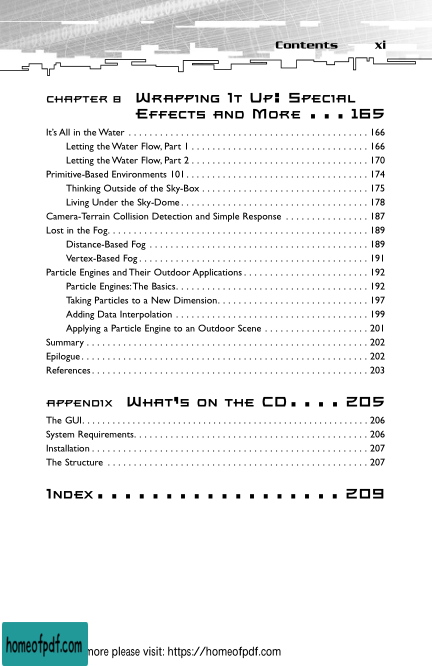 Contents xi
CHAPTER 8 WRAPPING IT UP: SPECIAL
EFFECTS AND MORE . . . 165
It's All in the Water . . . . . . . . . . . . . . . . . . . . . . . . . . . . . . . . . . . . . . . 166
Letting the Water Flow, Part 1 . . . . . . . . . . . . . . . . . . . . . . . . . . . . . 166
Letting the Water Flow, Part 2 . . . . . . . . . . . . . . . . . . . . . . . . . . . . . 170
Primitive-Based Environments 101 . . . . . . . . . . . . . . . . . . . . . . . . . . . . . . 174
Thinking Outside of the Sky-Box . . . . . . . . . . . . . . . . . . . . . . . . . . . 175
Living Under the Sky-Dome . . . . . . . . . . . . . . . . . . . . . . . . . . . . . . . 178
Camera-Terrain Collision Detection and Simple Response . . . . . . . . . . . . . . 187
Lost in the Fog. . . . . . . . . . . . . . . . . . . . . . . . . . . . . . . . . . . . . . . . . . . 189
Distance-Based Fog . . . . . . . . . . . . . . . . . . . . . . . . . . . . . . . . . . . . 189
Vertex-Based Fog . . . . . . . . . . . . . . . . . . . . . . . . . . . . . . . . . . . . . . 191
Particle Engines and Their Outdoor Applications . . . . . . . . . . . . . . . . . . . . . 192
Particle Engines: The Basics. . . . . . . . . . . . . . . . . . . . . . . . . . . . . . . . 192
Taking Particles to a New Dimension. . . . . . . . . . . . . . . . . . . . . . . . . 197
Adding Data Interpolation . . . . . . . . . . . . . . . . . . . . . . . . . . . . . . . . 199
Applying a Particle Engine to an Outdoor Scene . . . . . . . . . . . . . . . . . 201
Summary . . . . . . . . . . . . . . . . . . . . . . . . . . . . . . . . . . . . . . . . . . . . . . 202
Epilogue . . . . . . . . . . . . . . . . . . . . . . . . . . . . . . . . . . . . . . . . . . . . . . . 202
References . . . . . . . . . . . . . . . . . . . . . . . . . . . . . . . . . . . . . . . . . . . . . 203
APPENDIX WHAT'S ON THE CD . . . . 205
The GUI. . . . . . . . . . . . . . . . . . . . . . . . . . . . . . . . . . . . . . . . . . . . . . . 206
System Requirements. . . . . . . . . . . . . . . . . . . . . . . . . . . . . . . . . . . . . . 206
Installation . . . . . . . . . . . . . . . . . . . . . . . . . . . . . . . . . . . . . . . . . . . . . 207
The Structure . . . . . . . . . . . . . . . . . . . . . . . . . . . . . . . . . . . . . . . . . . . 207
INDEX . . . . . . . . . . . . . . . . . . 209
homeofpdf.com more please visit: https://homeofpdf.com